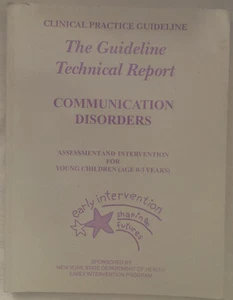 CLINICAL PRACTICE GUIDELINE
The Guideline
Technical Report
COMMUNICATION
DISORDERS
ASSESSMENT AND INTERVENTION
FOR
YOUNG CHILDREN (AGE 0-3 YEARS)
early intervention
sharing
futures
SPONSORED BY
NEW YORK STATE DEPARTMENT OF HEALTH
EARLY INTERVENTION PROGRAM